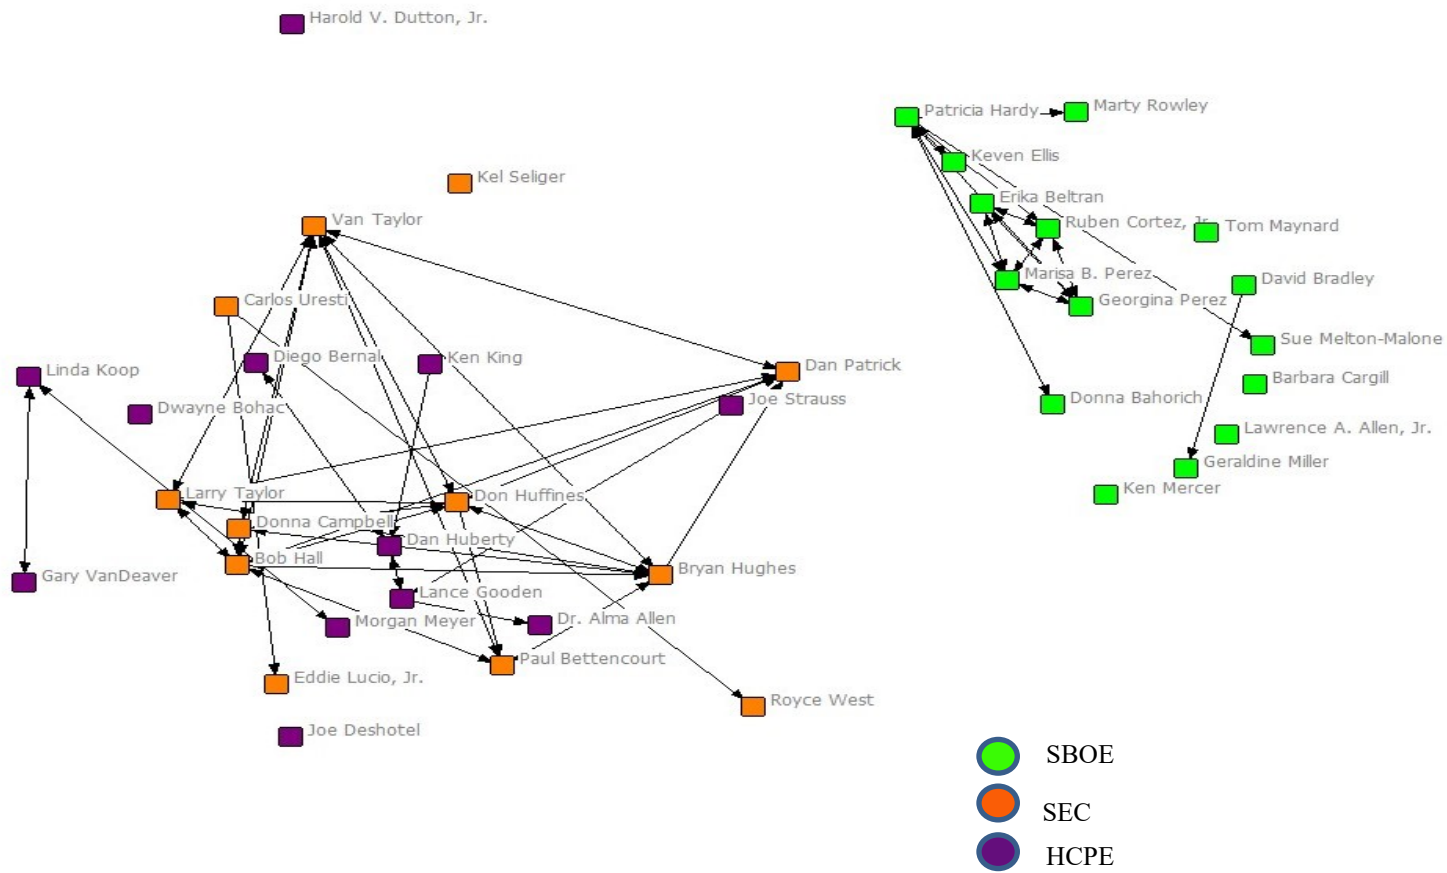 Harold V. Dutton, Jr.
Patricia Hardy
Marty Rowley
Keven Ellis
Kel Seliger
Erika Beltran
Van Taylor
Ruben Cortez, Jr
Tom Maynard
Marisa B. Perez
David Bradley
Carlos Uresti
Georgina Perez
Sue Melton-Malone
Diego Bernal
Ken King
Linda Koop
Dan Patrick
Barbara Cargill
Dwayne Bohac
Joe Strauss
Donna Bahorich
Lawrence A. Allen, Jr.
Geraldine Miller
Larry Taylor
Don Huffines
Ken Mercer
Donna Campbell
Dan Huberty
Bob Hall
Gary VanDeaver
Bryan Hughes
Lance Gooden
Morgan Meyer
Dr. Alma Allen
Paul Bettencourt
Eddie Lucio, Jr.
Royce West
Joe Deshotel
SBOE
SEC
HCPE